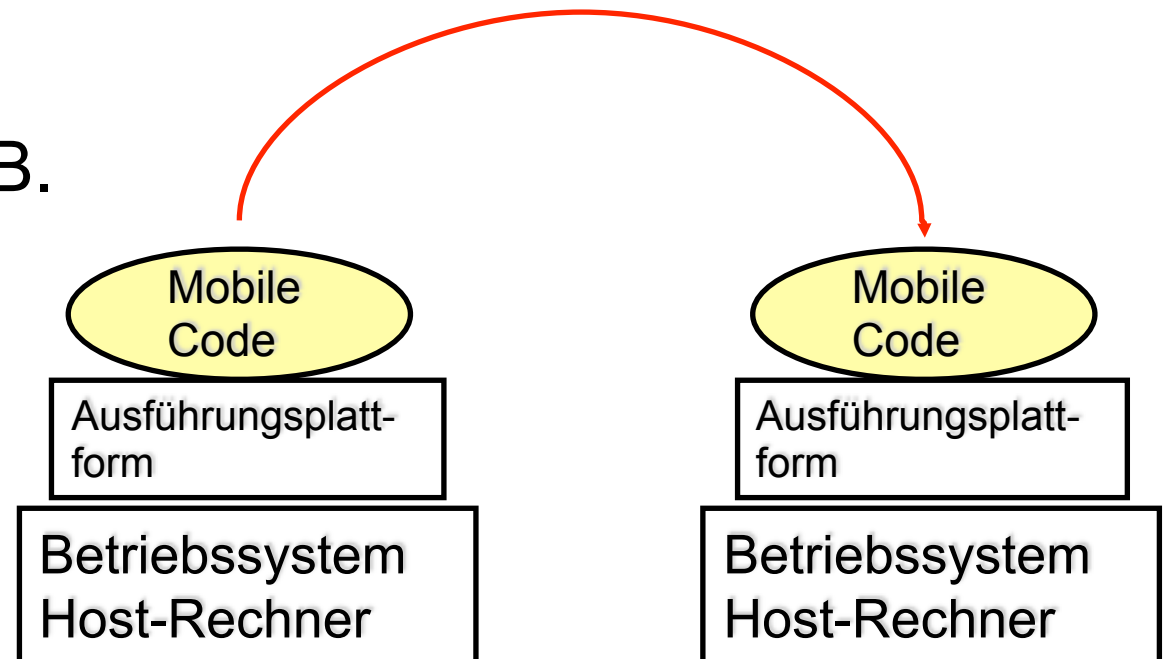 B.
Mobile
Code
Ausführungsplatt-
form
Betriebssystem
Host-Rechner
Mobile
Code
Ausführungsplatt-
form
Betriebssystem
Host-Rechner